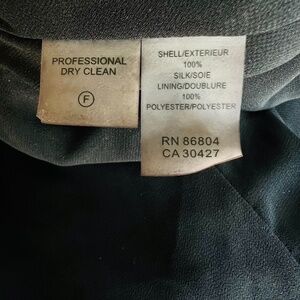 PROFESSIONAL
DRY CLEAN
F
SHELL/EXTERIEUR
100%
SILK/SOIE
LINING/DOUBLURE
100%
POLYESTER/POLYESTER
RN 86804
CA 30427